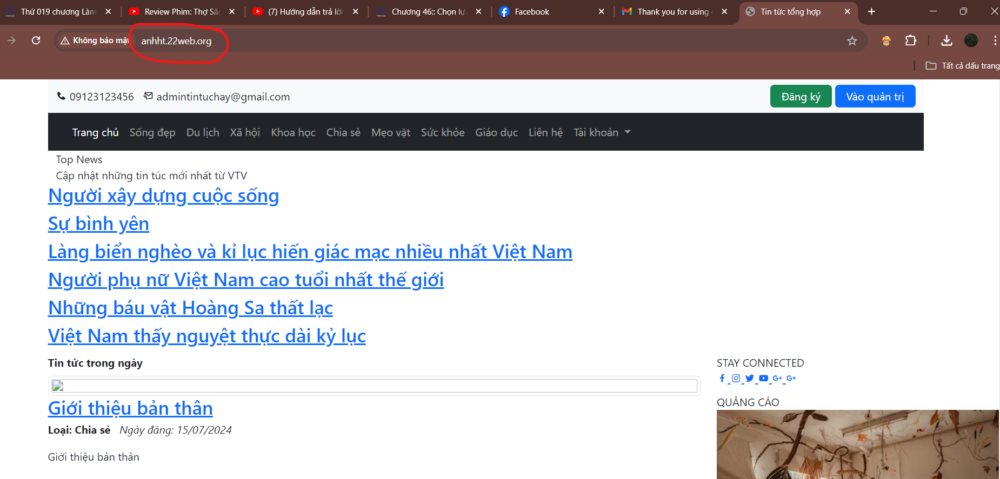 Thứ 019 chương Làm
Review Phim: Thợ Săn
(7) Hướng dẫn trả lời
Chương 46:: Chọn lựa
Facebook
Thank you for using
Tin tức tổng hợp
Không bảo mật
anhht.22web.org
Tất cả dấu trang
09123123456
admintintuchay@gmail.com
Đăng ký
Vào quản trị
Trang chủ
Sống đẹp
Du lịch
Xã hội
Khoa học
Chia sẻ
Mẹo vặt
Sức khỏe
Giáo dục
Liên hệ
Tài khoản
Top News
Cập nhật những tin túc mới nhất từ VTV
Người xây dựng cuộc sống
Sự bình yên
Làng biển nghèo và kỉ lục hiến giác mạc nhiều nhất Việt Nam
Người phụ nữ Việt Nam cao tuổi nhất thế giới
Những báu vật Hoàng Sa thất lạc
Việt Nam thấy nguyệt thực dài kỷ lục
Tin tức trong ngày
Giới thiệu bản thân
Loại: Chia sẻ Ngày đăng: 15/07/2024
Giới thiệu bản thân
STAY CONNECTED
QUẢNG CÁO